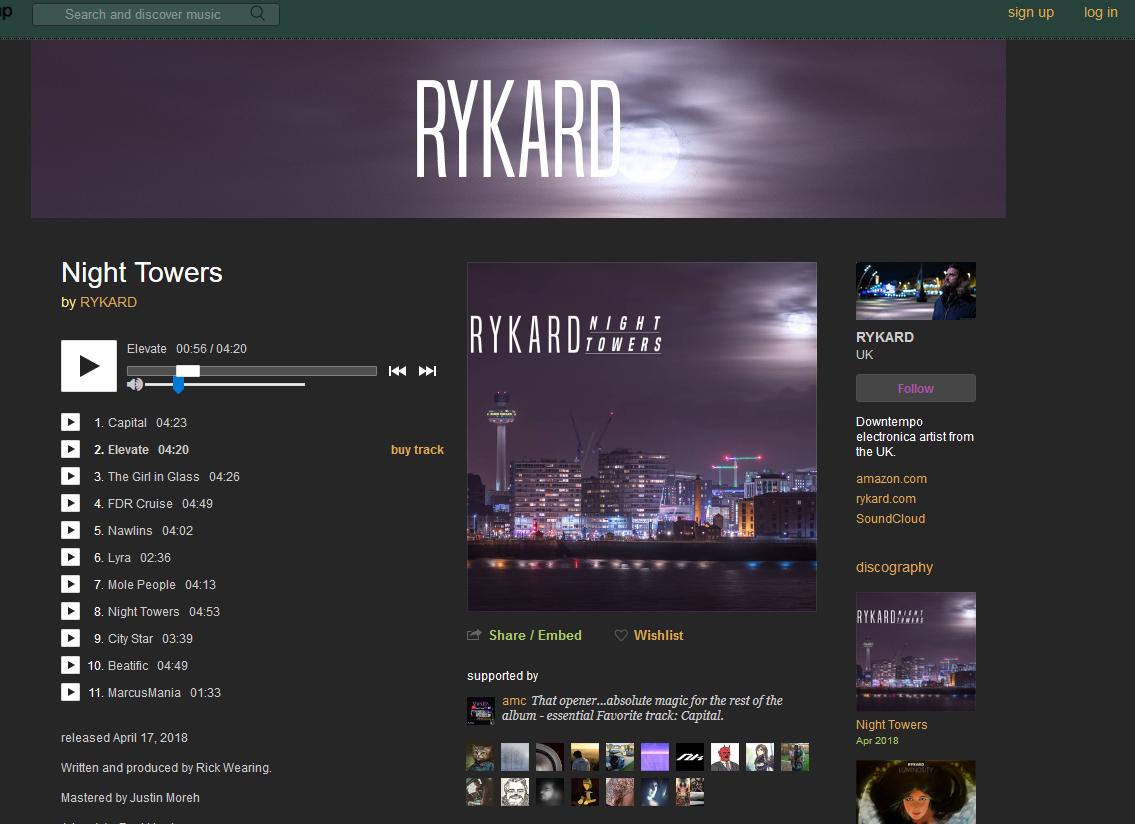 Search and discover music
sign up
log in
RYKARD
Night Towers
by RYKARD
Elevate 00:56 / 04:20
1. Capital 04:23
2. Elevate 04:20
buy track
3. The Girl in Glass 04:26
4. FDR Cruise 04:49
5. Nawlins 04:02
6. Lyra 02:36
7. Mole People 04:13
8. Night Towers 04:53
9. City Star 03:39
10. Beatific 04:49
11. MarcusMania 01:33
released April 17, 2018
Written and produced by Rick Wearing.
Mastered by Justin Moreh
RYKARD NIGHT
TOWERS
Share / Embed
Wishlist
supported by
amc That opener...absolute magic for the rest of the
album - essential Favorite track: Capital.
RYKARD
UK
Follow
Downtempo
electronica artist from
the UK.
amazon.com
rykard.com
SoundCloud
discography
RYKARD NIGHT
TOWERS
Night Towers
Apr 2018
RYKARD
LUMINOSITY